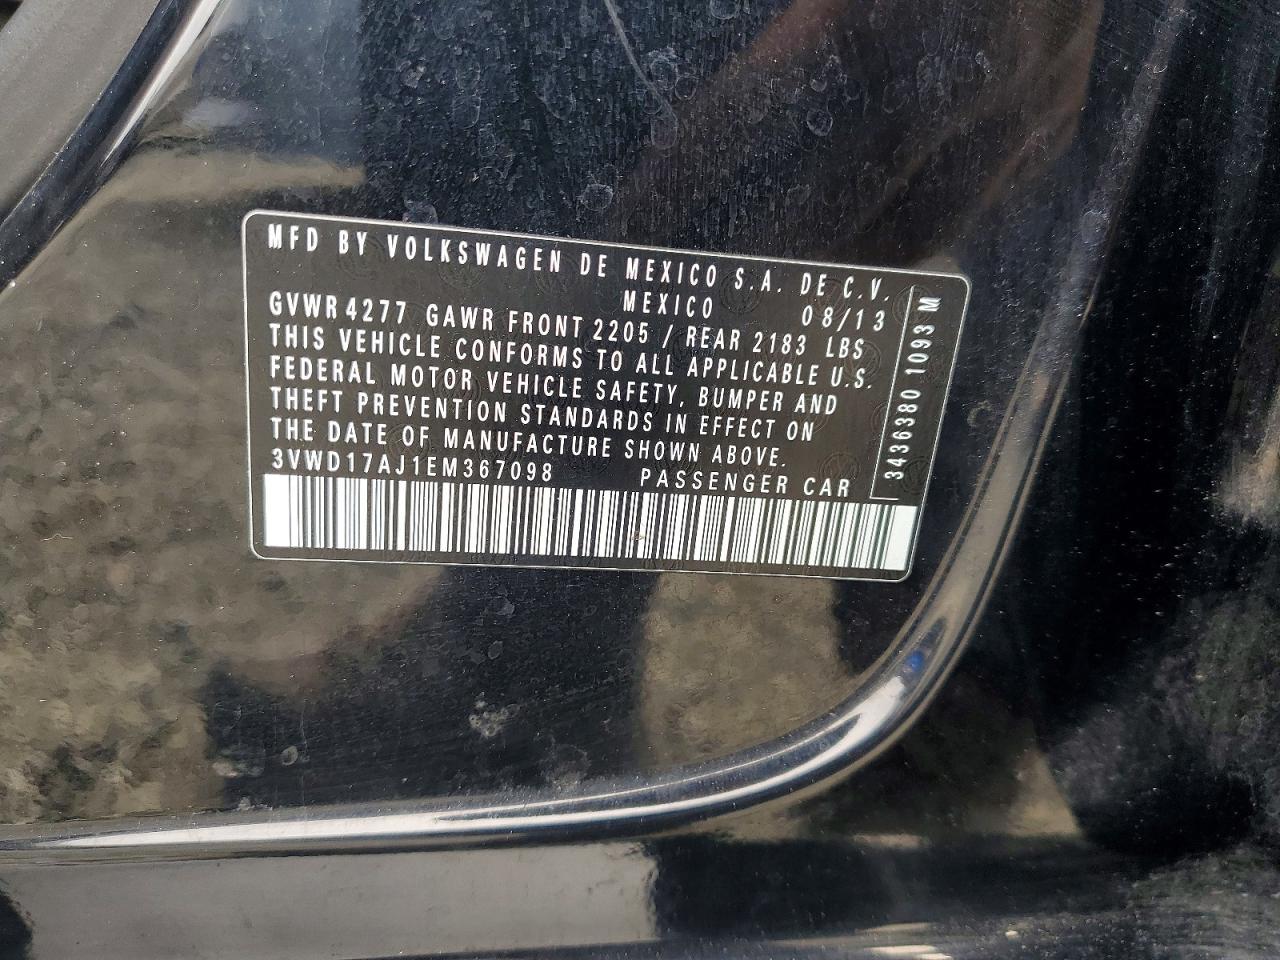 MFD BY VOLKSWAGEN DE MEXICO S.A. DE C.V.
MEXICO 08/13
GVWR 4277 GAWR FRONT 2205 / REAR 2183 LBS
THIS VEHICLE CONFORMS TO ALL APPLICABLE U.S.
FEDERAL MOTOR VEHICLE SAFETY, BUMPER AND
THEFT PREVENTION STANDARDS IN EFFECT ON
THE DATE OF MANUFACTURE SHOWN ABOVE.
3VWD17AJ1EM367098 PASSENGER CAR
3436380 1093 M